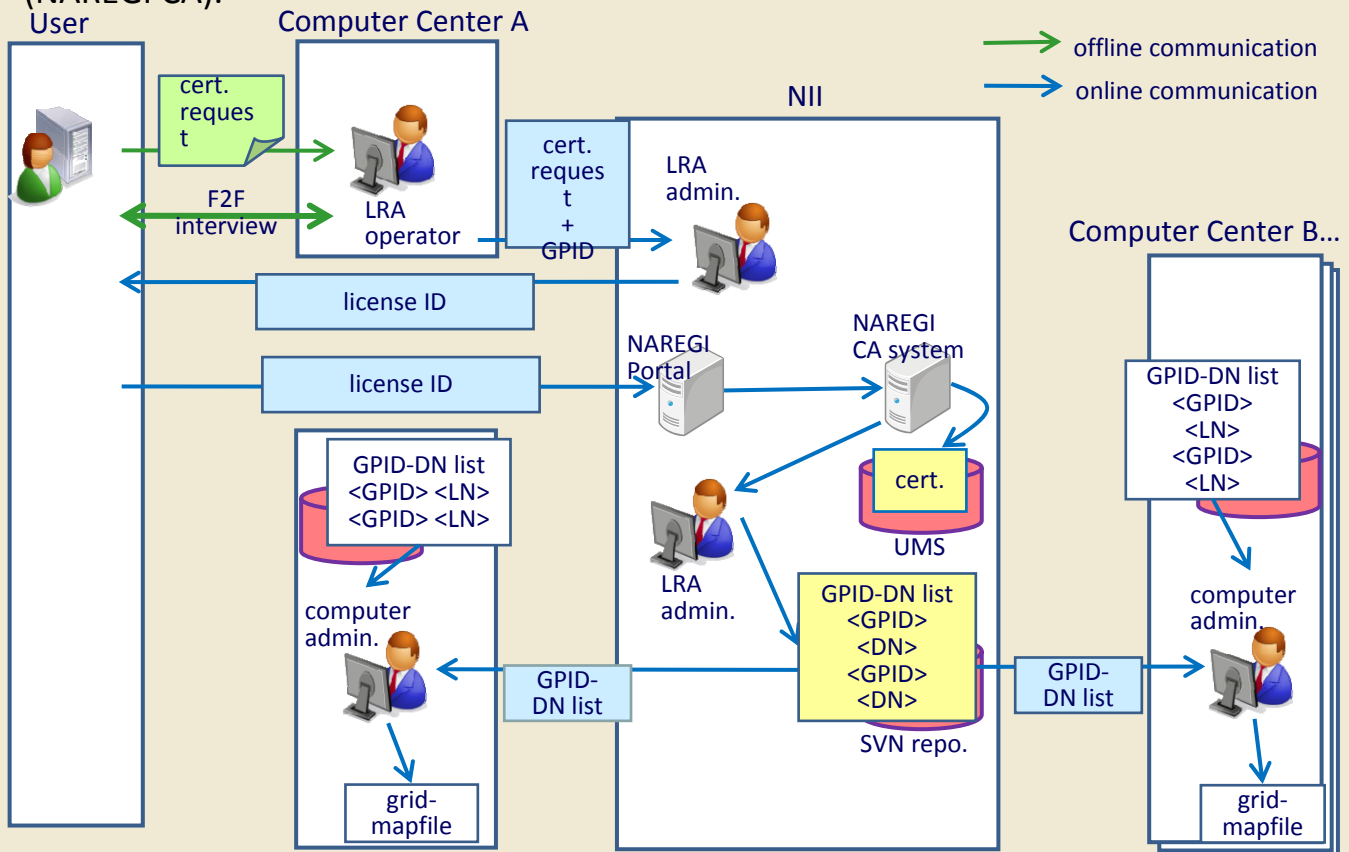 (NAREGI CA).
User
Computer Center A
offline communication
online communication
NII
cert.
reques
t
LRA
operator
F2F
interview
cert.
reques
t
+
GPID
LRA
admin.
Computer Center B...
license ID
license ID
NAREGI
Portal
NAREGI
CA system
cert.
UMS
GPID-DN list
<GPID> <LN>
<GPID> <LN>
computer
admin.
GPID-
DN list
grid-
mapfile
LRA
admin.
GPID-DN list
<GPID>
<DN>
<GPID>
<DN>
SVN repo.
GPID-
DN list
GPID-DN list
<GPID>
<LN>
<GPID>
<LN>
computer
admin.
grid-
mapfile